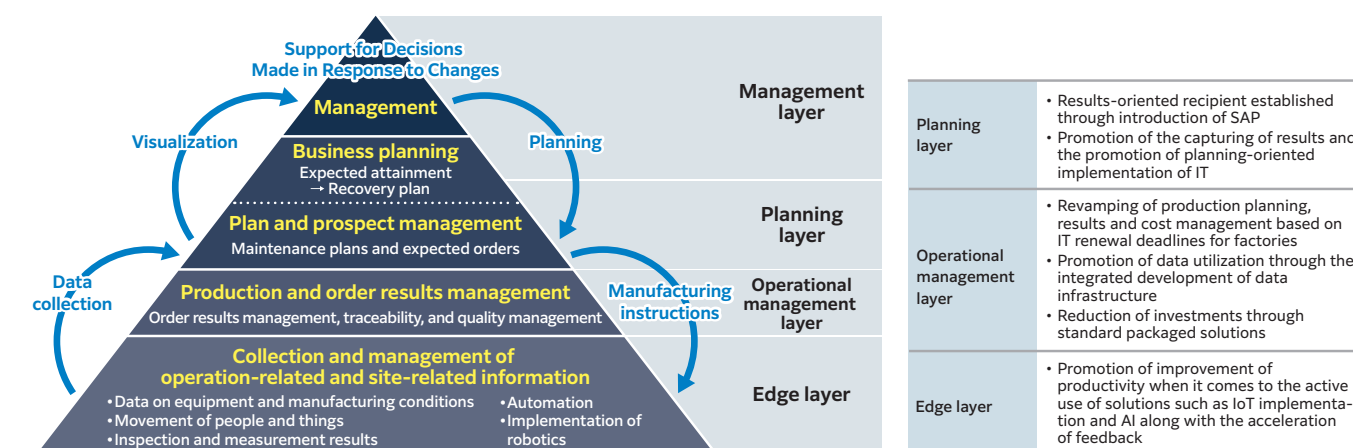 Support for Decisions
Made in Response to Changes
Management
Visualization
Planning
Business planning
Expected attainment
→ Recovery plan
Plan and prospect management
Maintenance plans and expected orders
Data
collection
Production and order results management
Order results management, traceability, and quality management
Manufacturing
instructions
Collection and management of
operation-related and site-related information
•Data on equipment and manufacturing conditions
•Movement of people and things
•Inspection and measurement results
•Automation
•Implementation of
robotics
Management
layer
Planning
layer
Operational
management
layer
Edge layer
Planning
layer
• Results-oriented recipient established
through introduction of SAP
• Promotion of the capturing of results and
the promotion of planning-oriented
implementation of IT
Operational
management
layer
• Revamping of production planning,
results and cost management based on
IT renewal deadlines for factories
• Promotion of data utilization through the
integrated development of data
infrastructure
• Reduction of investments through
standard packaged solutions
Edge layer
• Promotion of improvement of
productivity when it comes to the active
use of solutions such as IoT implementa-
tion and AI along with the acceleration
of feedback